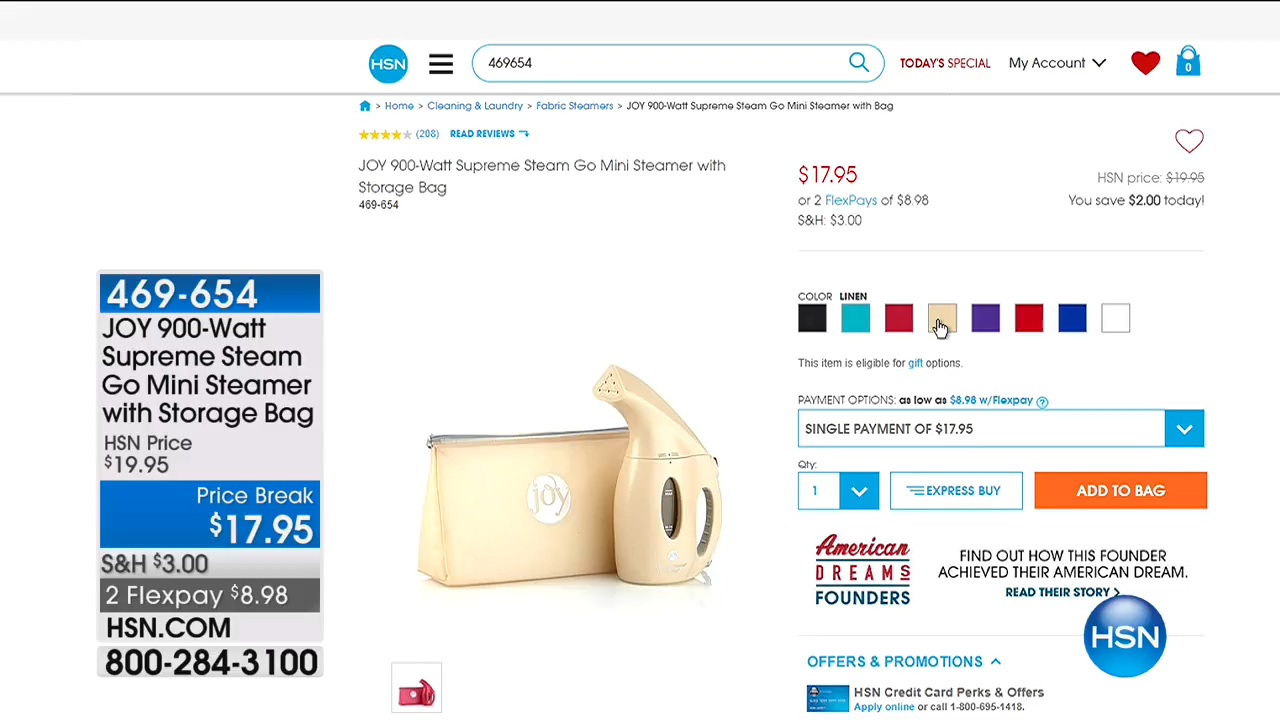 HSN
469654
TODAY'S SPECIAL
My Account
0
> Home > Cleaning & Laundry > Fabric Steamers > JOY 900-Watt Supreme Steam Go Mini Steamer with Bag
(208) READ REVIEWS
JOY 900-Watt Supreme Steam Go Mini Steamer with
Storage Bag
469-654
$17.95
HSN price: $19.95
or 2 FlexPays of $8.98
You save $2.00 today!
S&H: $3.00
COLOR LINEN
This item is eligible for gift options.
PAYMENT OPTIONS: as low as $8.98 w/Flexpay ?
SINGLE PAYMENT OF $17.95
Qty:
1
EXPRESS BUY
ADD TO BAG
American
DREAMS
FOUNDERS
FIND OUT HOW THIS FOUNDER
ACHIEVED THEIR AMERICAN DREAM.
READ THEIR STORY >
HSN
OFFERS & PROMOTIONS
HSN Credit Card Perks & Offers
Apply online or call 1-800-695-1418.
469-654
JOY 900-Watt
Supreme Steam
Go Mini Steamer
with Storage Bag
HSN Price
$19.95
Price Break
$17.95
S&H $3.00
2 Flexpay $8.98
HSN.COM
800-284-3100
joy